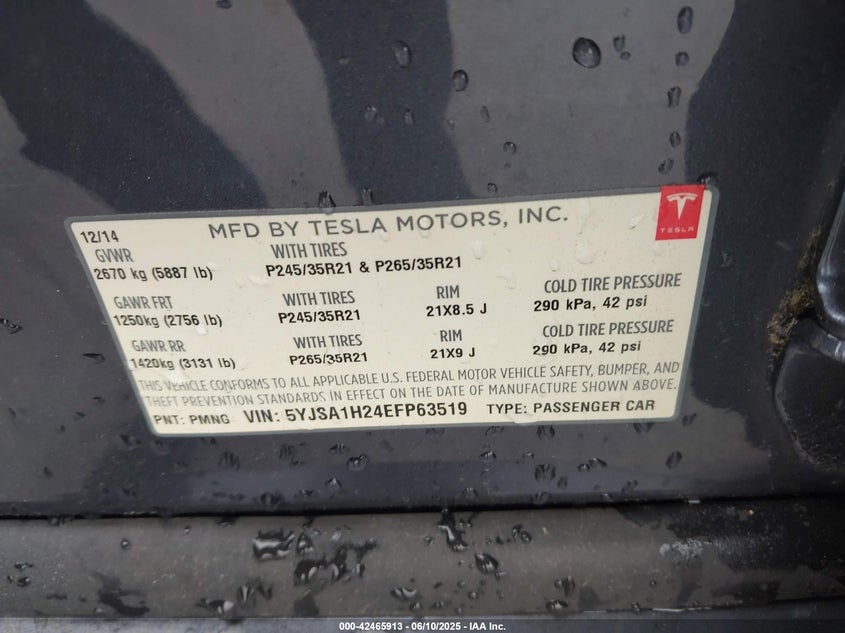 12/14 MFD BY TESLA MOTORS, INC.
TESLA
GVWR WITH TIRES
2670 kg (5887 lb) P245/35R21 & P265/35R21
GAWR FRT WITH TIRES RIM COLD TIRE PRESSURE
1250kg (2756 lb) P245/35R21 21X8.5 J 290 kPa, 42 psi
GAWR RR WITH TIRES RIM COLD TIRE PRESSURE
1420kg (3131 lb) P265/35R21 21X9 J 290 kPa, 42 psi
THIS VEHICLE CONFORMS TO ALL APPLICABLE U.S. FEDERAL MOTOR VEHICLE SAFETY, BUMPER, AND
THEFT PREVENTION STANDARDS IN EFFECT ON THE DATE OF MANUFACTURE SHOWN ABOVE.
PNT: PMNG VIN: 5YJSA1H24EFP63519 TYPE: PASSENGER CAR
000-42465913 - 06/10/2025 - IAA Inc.